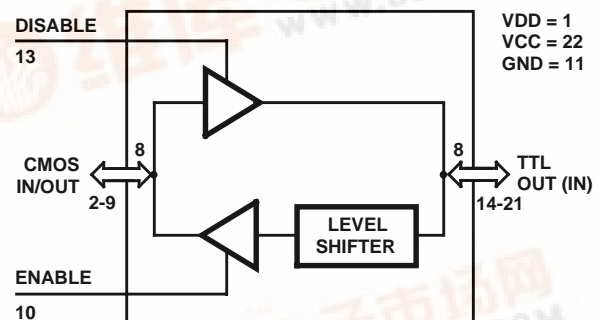 DISABLE
13
VDD = 1
VCC = 22
GND = 11
8
CMOS
IN/OUT
2-9
8
TTL
OUT (IN)
14-21
LEVEL
SHIFTER
ENABLE
10